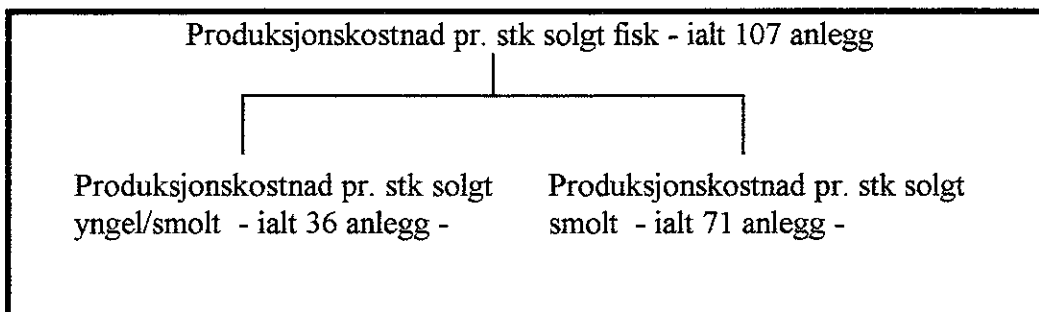 Produksjonskostnad pr. stk solgt fisk - ialt 107 anlegg
Produksjonskostnad pr. stk solgt
yngel/smolt - ialt 36 anlegg -
Produksjonskostnad pr. stk solgt
smolt - ialt 71 anlegg -